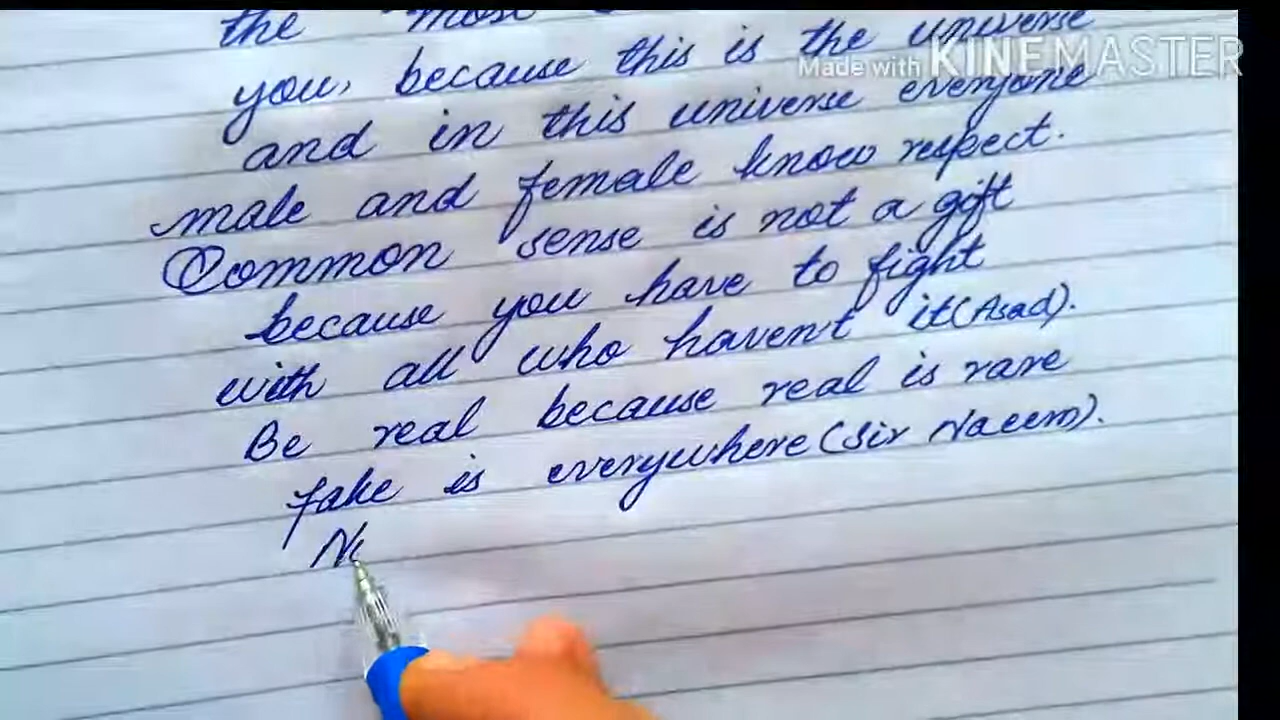 the most
you, because this is the universe
Made with KINEMASTER
and in this universe everyone
male and female know respect.
Common sense is not a gift
because you have to fight
with all who haven't it (Asad).
Be real because real is rare
fake is everywhere (Sir Naeem).